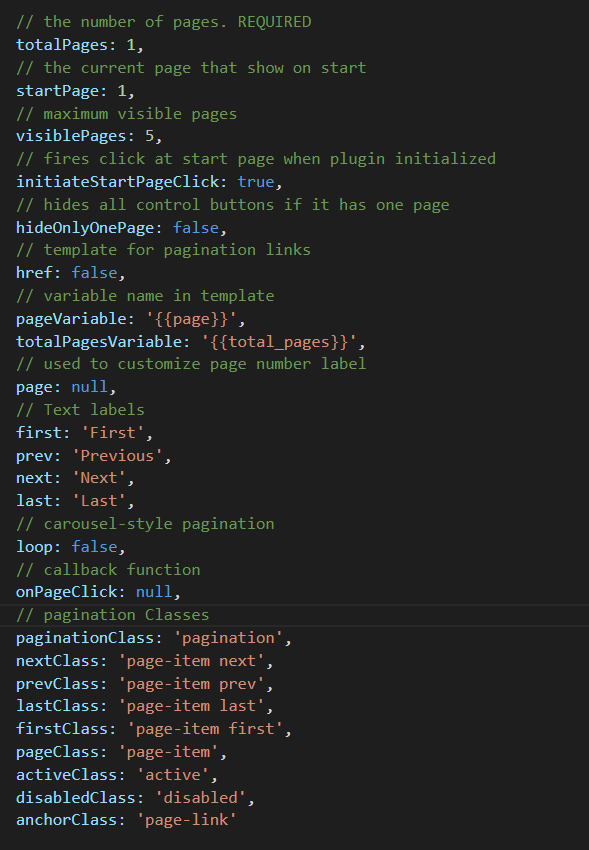 // the number of pages. REQUIRED
totalPages: 1,
// the current page that show on start
startPage: 1,
// maximum visible pages
visiblePages: 5,
// fires click at start page when plugin initialized
initiateStartPageClick: true,
// hides all control buttons if it has one page
hideOnlyOnePage: false,
// template for pagination links
href: false,
// variable name in template
pageVariable: '{{page}}',
totalPagesVariable: '{{total_pages}}',
// used to customize page number label
page: null,
// Text labels
first: 'First',
prev: 'Previous',
next: 'Next',
last: 'Last',
// carousel-style pagination
loop: false,
// callback function
onPageClick: null,
// pagination Classes
paginationClass: 'pagination',
nextClass: 'page-item next',
prevClass: 'page-item prev',
lastClass: 'page-item last',
firstClass: 'page-item first',
pageClass: 'page-item',
activeClass: 'active',
disabledClass: 'disabled',
anchorClass: 'page-link'